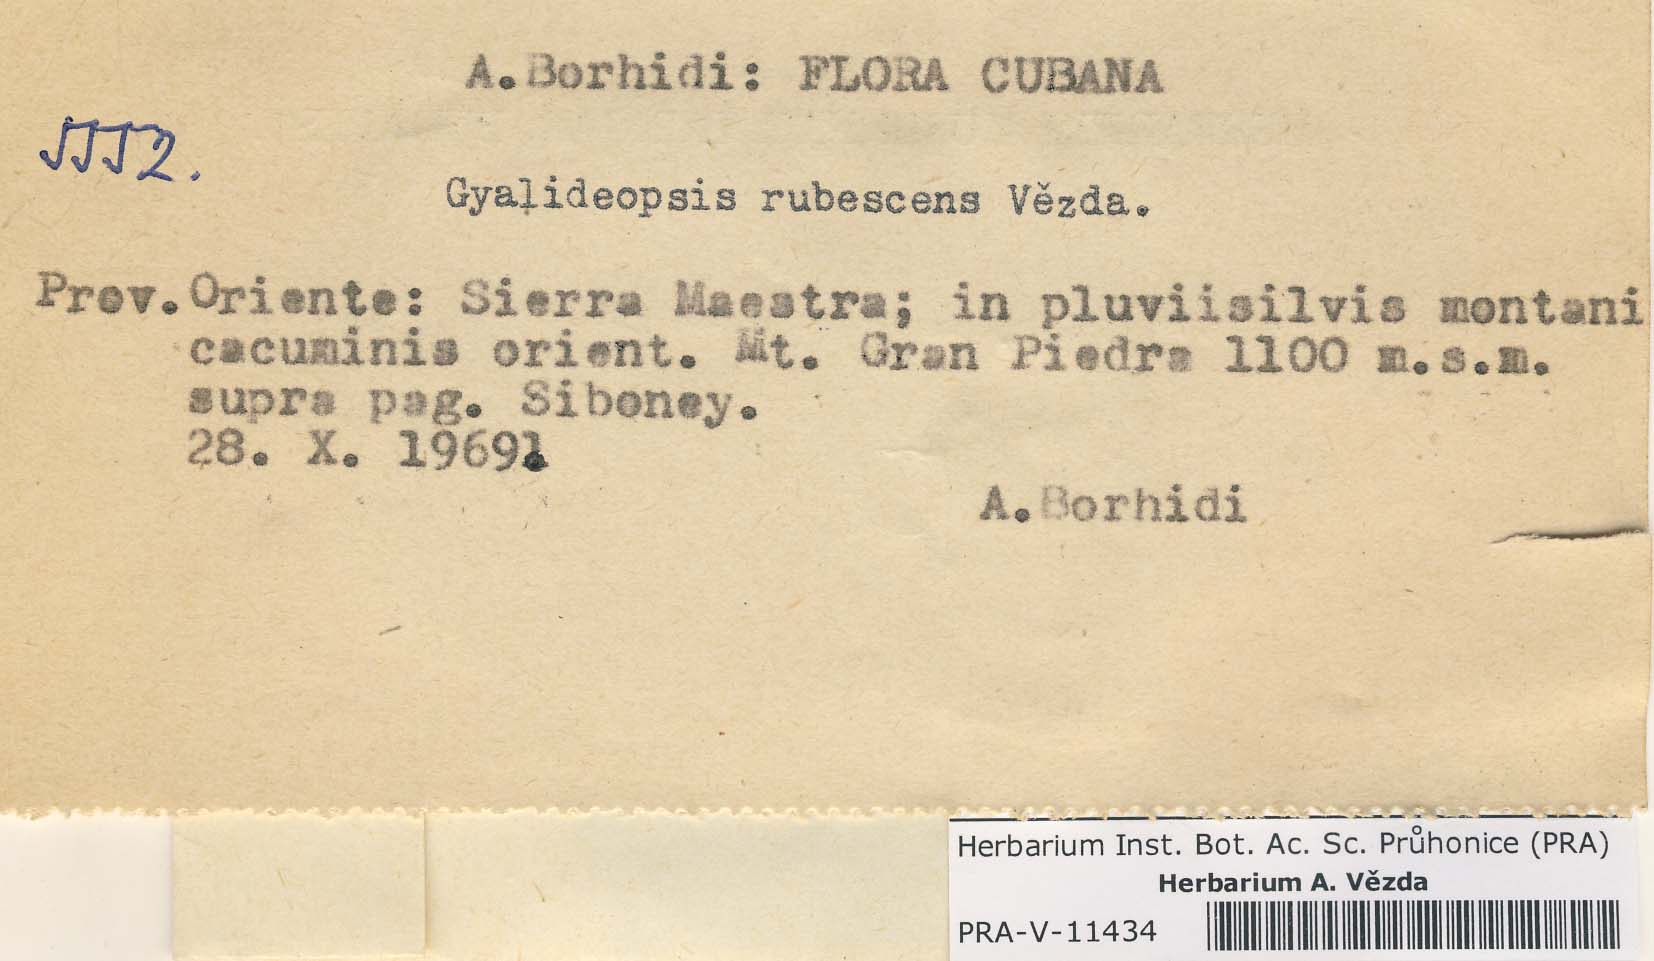 A.Borhidi: FLORA CUBANA
5552.
Gyalideopsis rubescens Vězda.
Prov.Oriente: Sierra Maestra; in pluviisilvis montani
cacuminis orient. Mt. Gran Piedra 1100 m.s.m.
supra pag. Siboney.
28. X. 1969.
A.Borhidi
Herbarium Inst. Bot. Ac. Sc. Průhonice (PRA)
Herbarium A. Vězda
PRA-V-11434